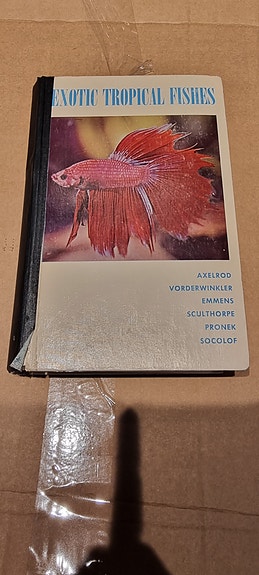 EXOTIC TROPICAL FISHES
AXELROD
VORDERWINKLER
EMMENS
SCULTHORPE
PRONEK
SOCOLOF